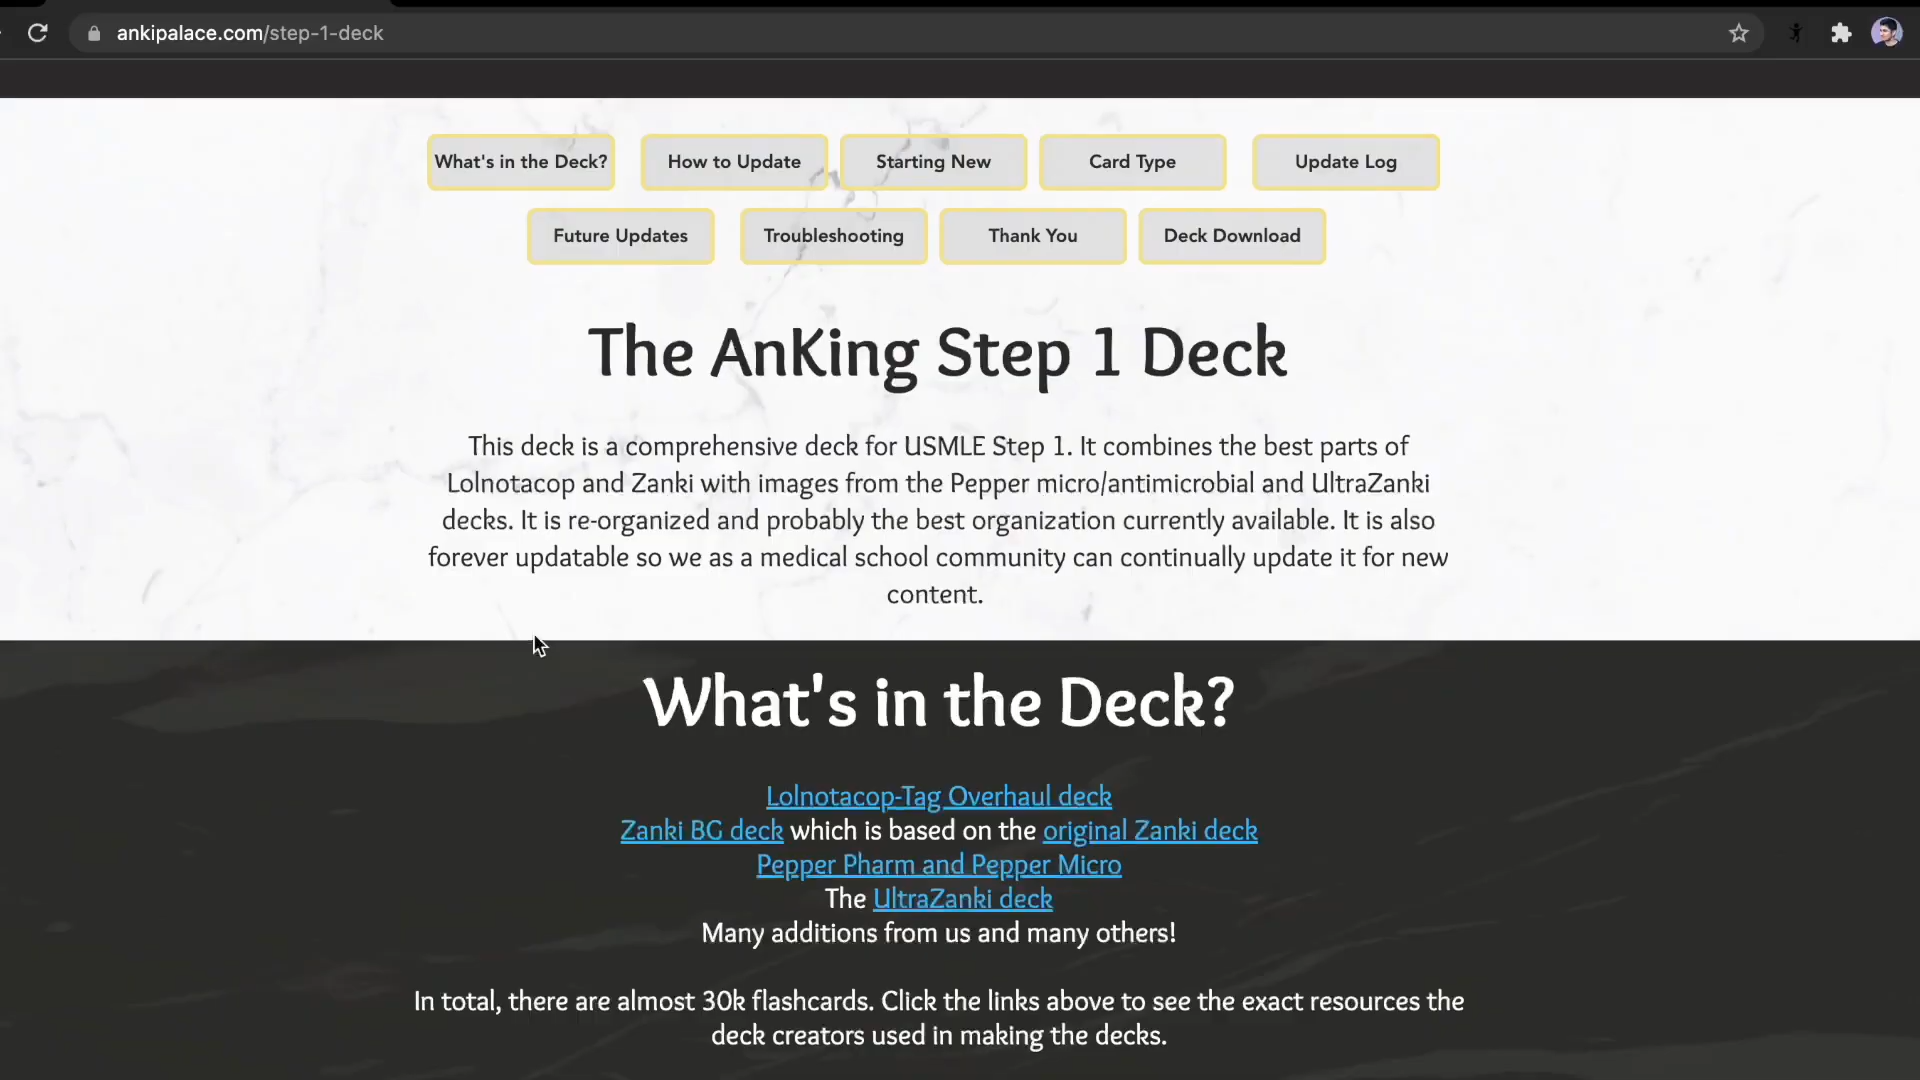 ankipalace.com/step-1-deck
What's in the Deck? How to Update Starting New Card Type Update Log
Future Updates Troubleshooting Thank You Deck Download
The AnKing Step 1 Deck
This deck is a comprehensive deck for USMLE Step 1. It combines the best parts of
Lolnotacop and Zanki with images from the Pepper micro/antimicrobial and UltraZanki
decks. It is re-organized and probably the best organization currently available. It is also
forever updatable so we as a medical school community can continually update it for new
content.
What's in the Deck?
Lolnotacop-Tag Overhaul deck
Zanki BG deck which is based on the original Zanki deck
Pepper Pharm and Pepper Micro
The UltraZanki deck
Many additions from us and many others!
In total, there are almost 30k flashcards. Click the links above to see the exact resources the
deck creators used in making the decks.